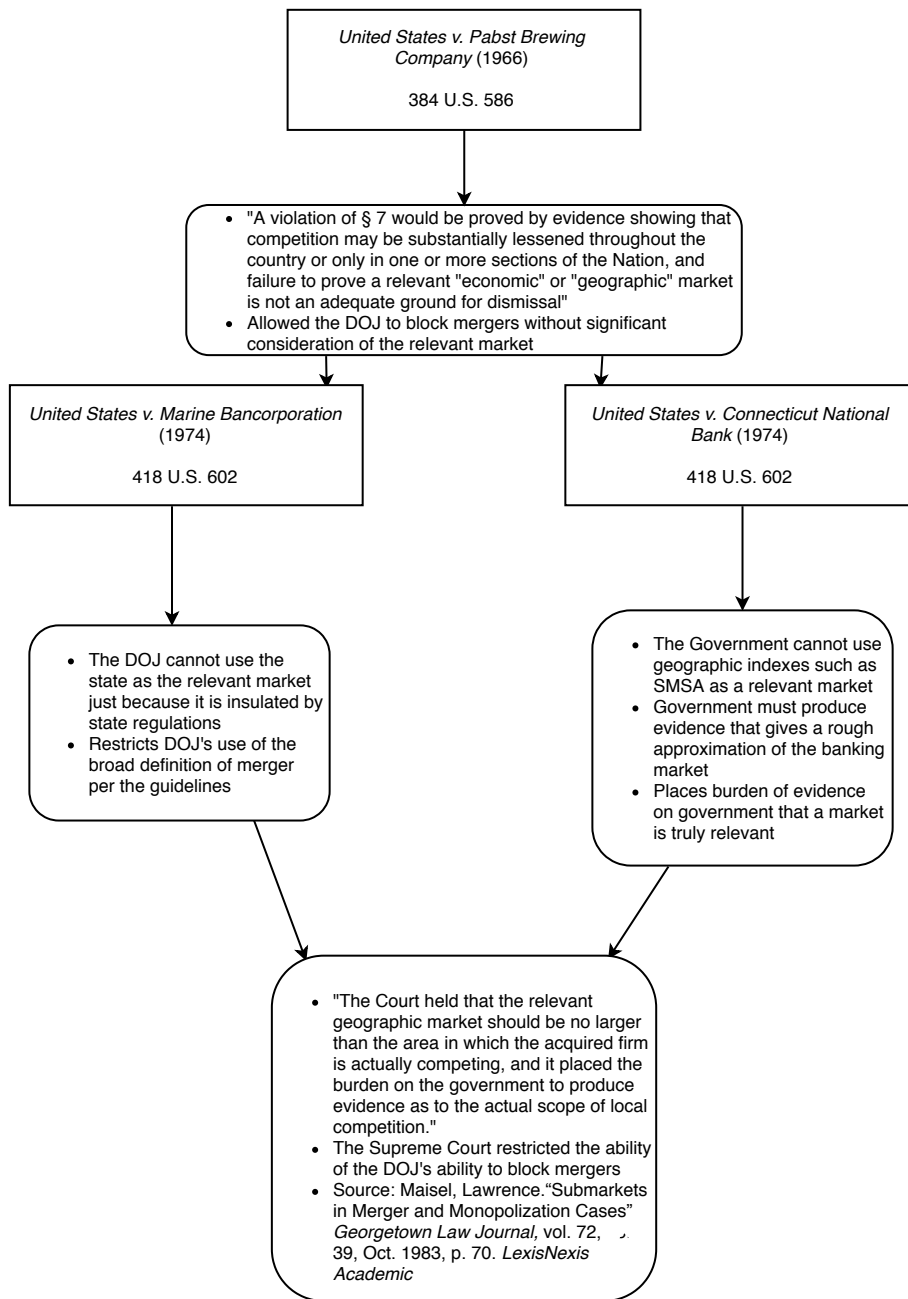 United States v. Pabst Brewing
Company (1966)
384 U.S. 586
• "A violation of § 7 would be proved by evidence showing that
competition may be substantially lessened throughout the
country or only in one or more sections of the Nation, and
failure to prove a relevant "economic" or "geographic" market
is not an adequate ground for dismissal"
• Allowed the DOJ to block mergers without significant
consideration of the relevant market
United States v. Marine Bancorporation
(1974)
418 U.S. 602
United States v. Connecticut National
Bank (1974)
418 U.S. 602
• The DOJ cannot use the
state as the relevant market
just because it is insulated by
state regulations
• Restricts DOJ's use of the
broad definition of merger
per the guidelines
• The Government cannot use
geographic indexes such as
SMSA as a relevant market
• Government must produce
evidence that gives a rough
approximation of the banking
market
• Places burden of evidence
on government that a market
is truly relevant
• "The Court held that the relevant
geographic market should be no larger
than the area in which the acquired firm
is actually competing, and it placed the
burden on the government to produce
evidence as to the actual scope of local
competition."
• The Supreme Court restricted the ability
of the DOJ's ability to block mergers
• Source: Maisel, Lawrence.“Submarkets
in Merger and Monopolization Cases”
Georgetown Law Journal, vol. 72,
39, Oct. 1983, p. 70. LexisNexis
Academic